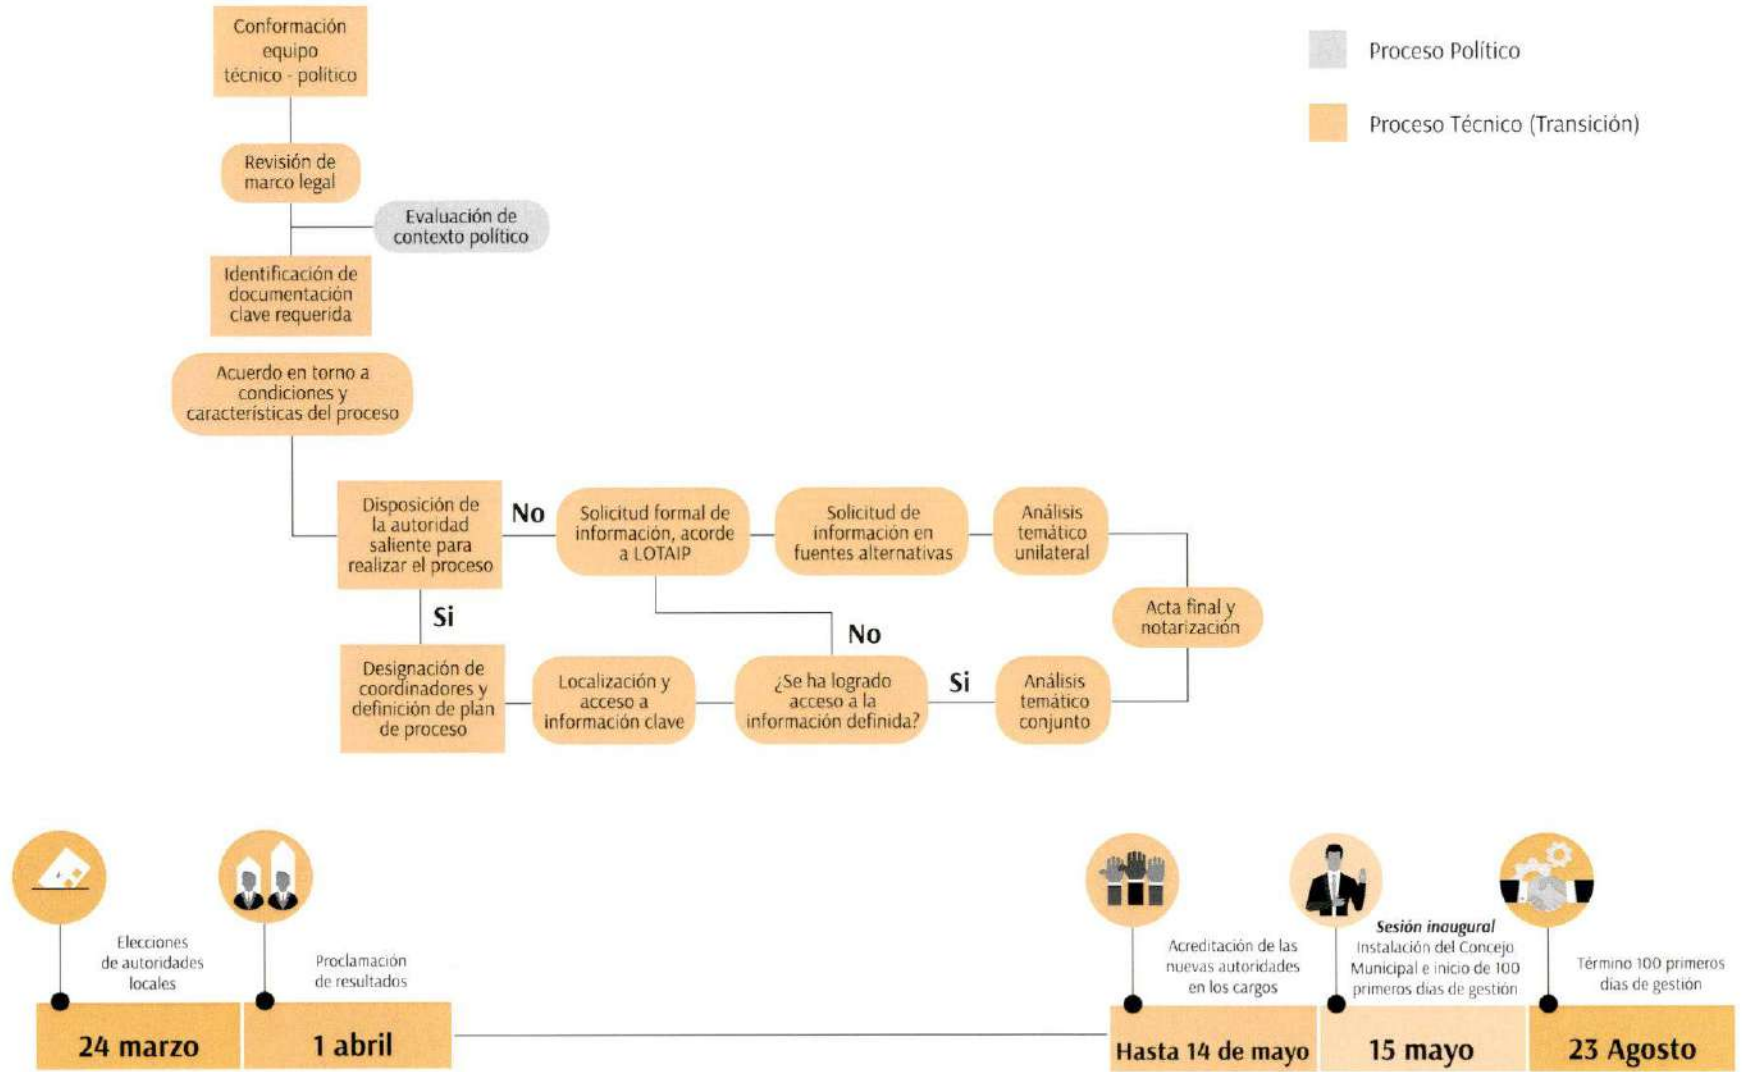 Conformación
equipo
técnico - político
Proceso Político
Proceso Técnico (Transición)
Revisión de
marco legal
Evaluación de
contexto político
Identificación de
documentación
clave requerida
Acuerdo en torno a
condiciones y
características del proceso
Disposición de
la autoridad
saliente para
realizar el proceso
No
Solicitud formal de
información, acorde
a LOTAIP
Solicitud de
información en
fuentes alternativas
Análisis
temático
unilateral
Si
No
Acta final y
notarización
Designación de
coordinadores y
definición de plan
de proceso
Localización y
acceso a
información clave
¿Se ha logrado
acceso a la
información definida?
Si
Análisis
temático
conjunto
Elecciones
de autoridades
locales
24 marzo
Proclamación
de resultados
1 abril
Acreditación de las
nuevas autoridades
en los cargos
Hasta 14 de mayo
Sesión inaugural
Instalación del Concejo
Municipal e inicio de 100
primeros días de gestión
15 mayo
Término 100 primeros
días de gestión
23 Agosto